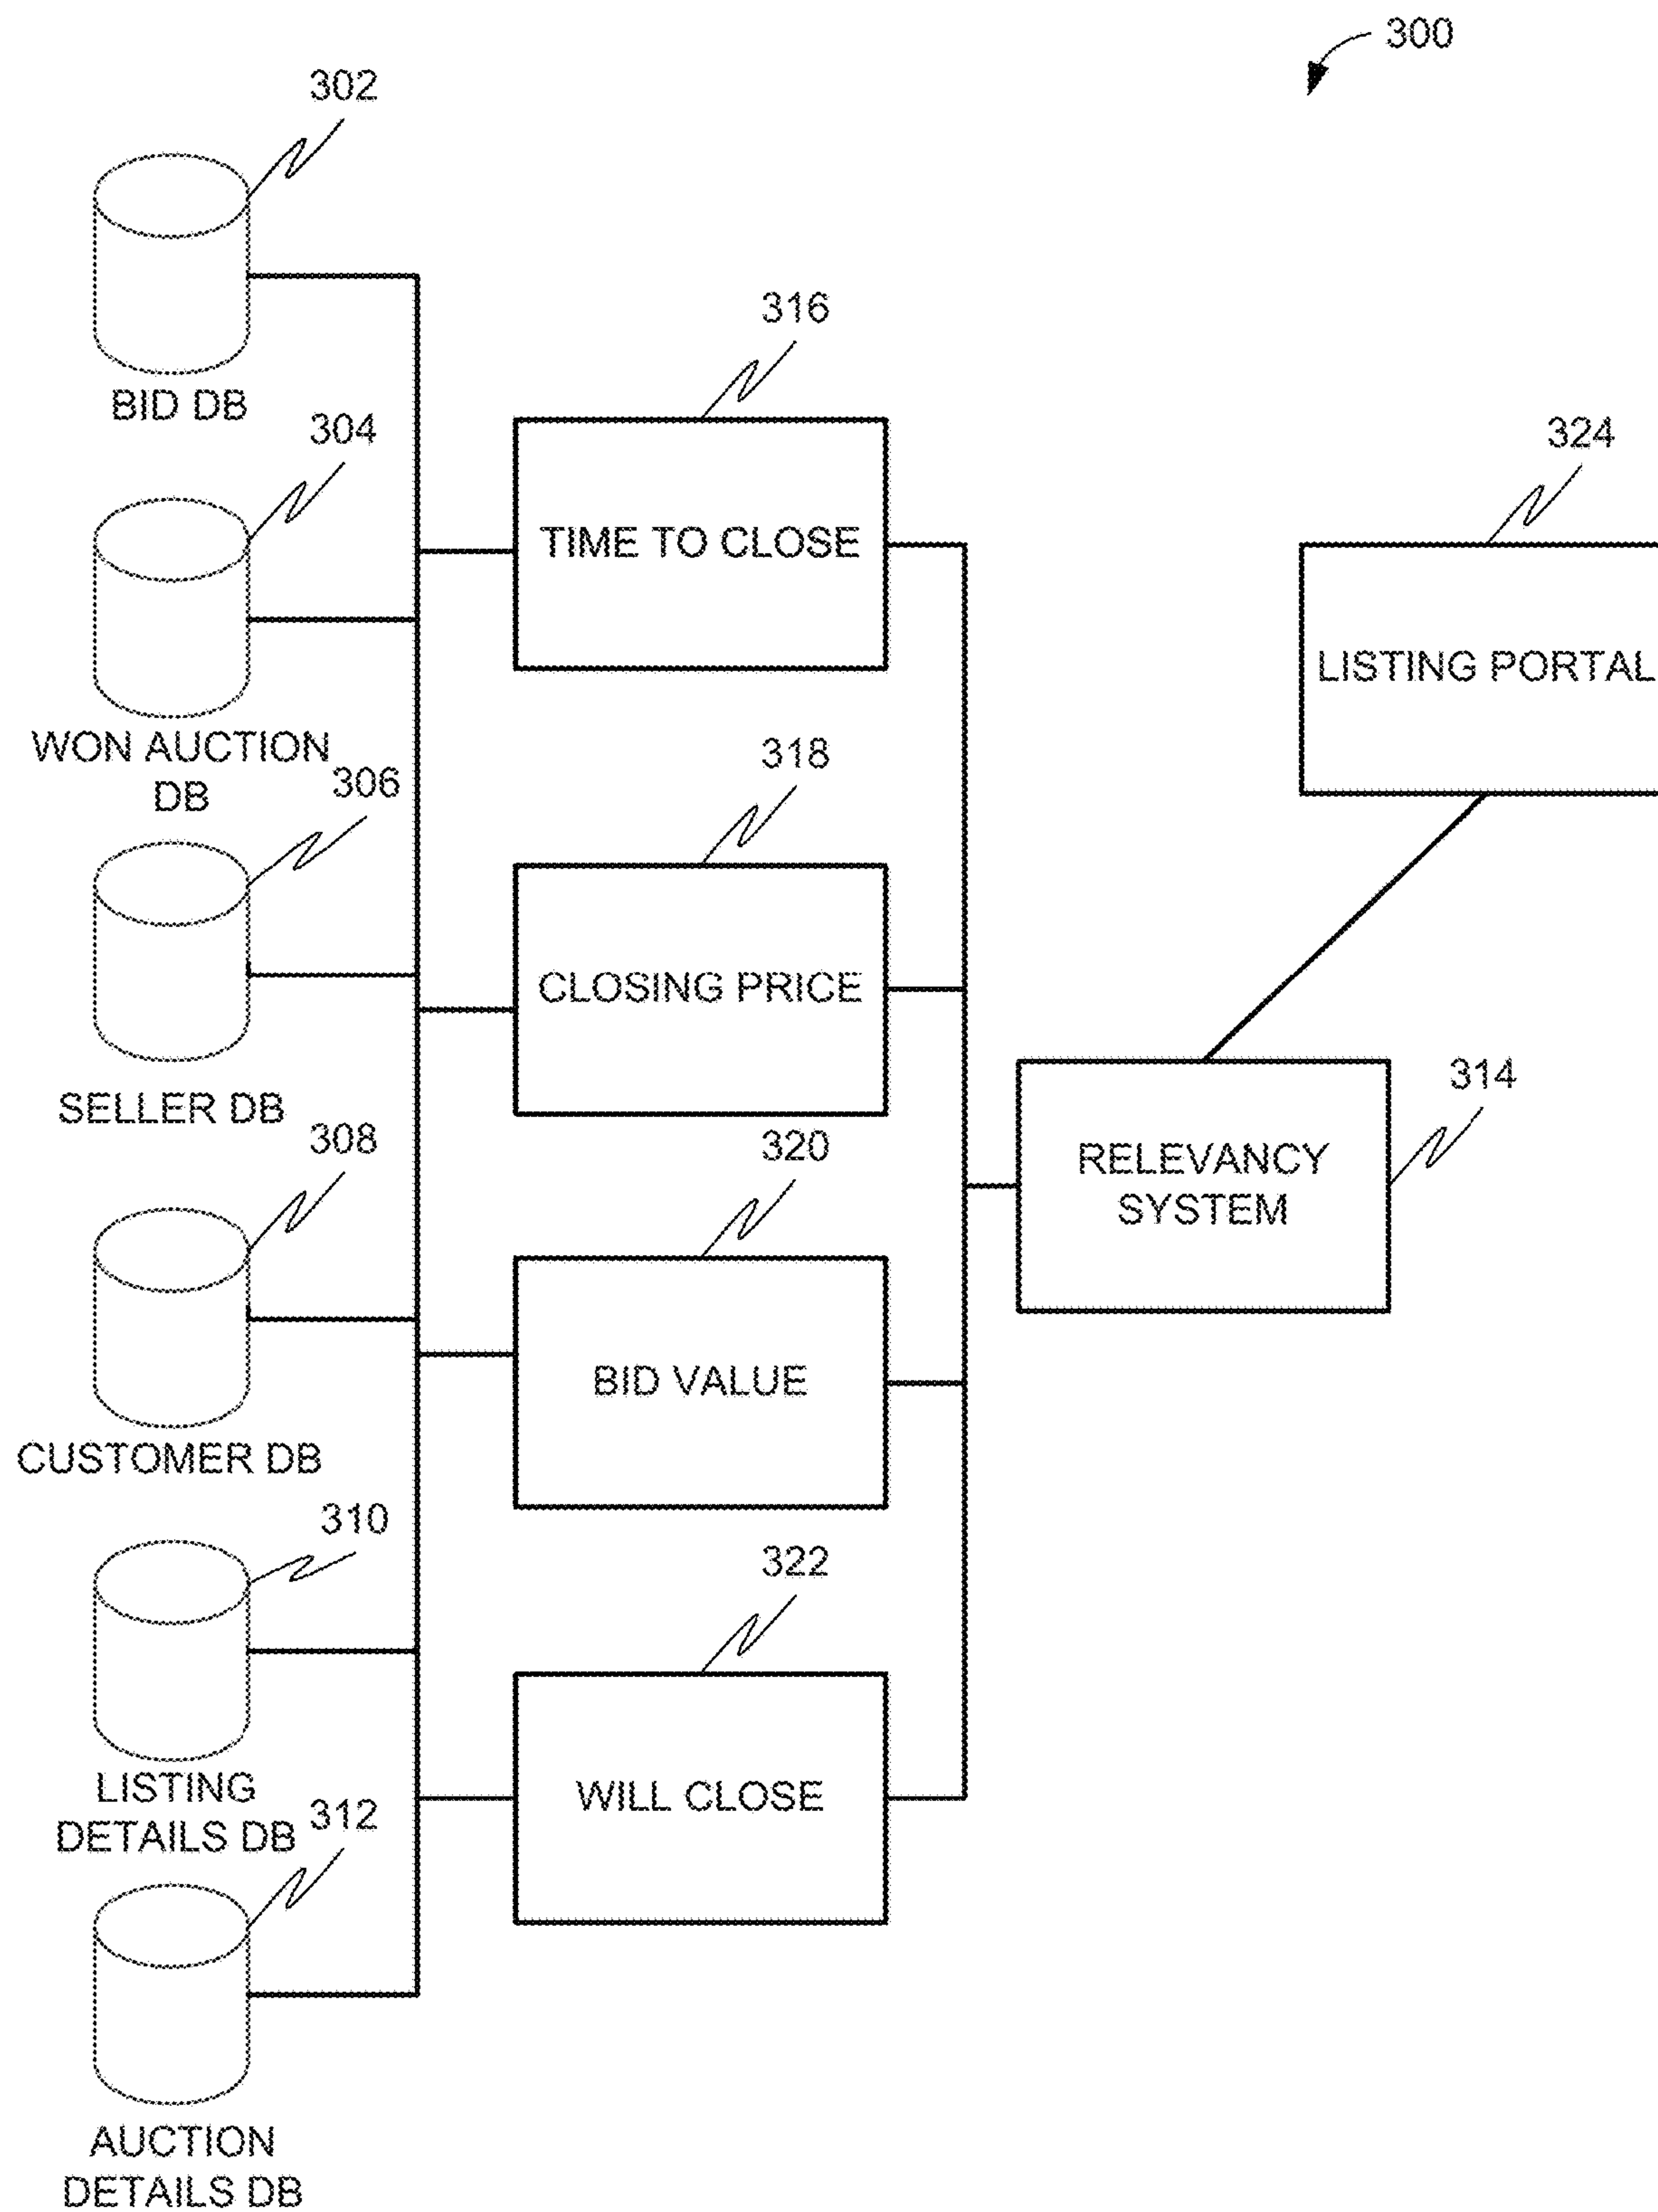 300
302
BID DB
316
304
TIME TO CLOSE
324
WON AUCTION
DB
LISTING PORTAL
306
318
SELLER DB
CLOSING PRICE
308
320
RELEVANCY
SYSTEM
314
CUSTOMER DB
BID VALUE
310
322
LISTING
DETAILS DB
WILL CLOSE
312
AUCTION
DETAILS DB